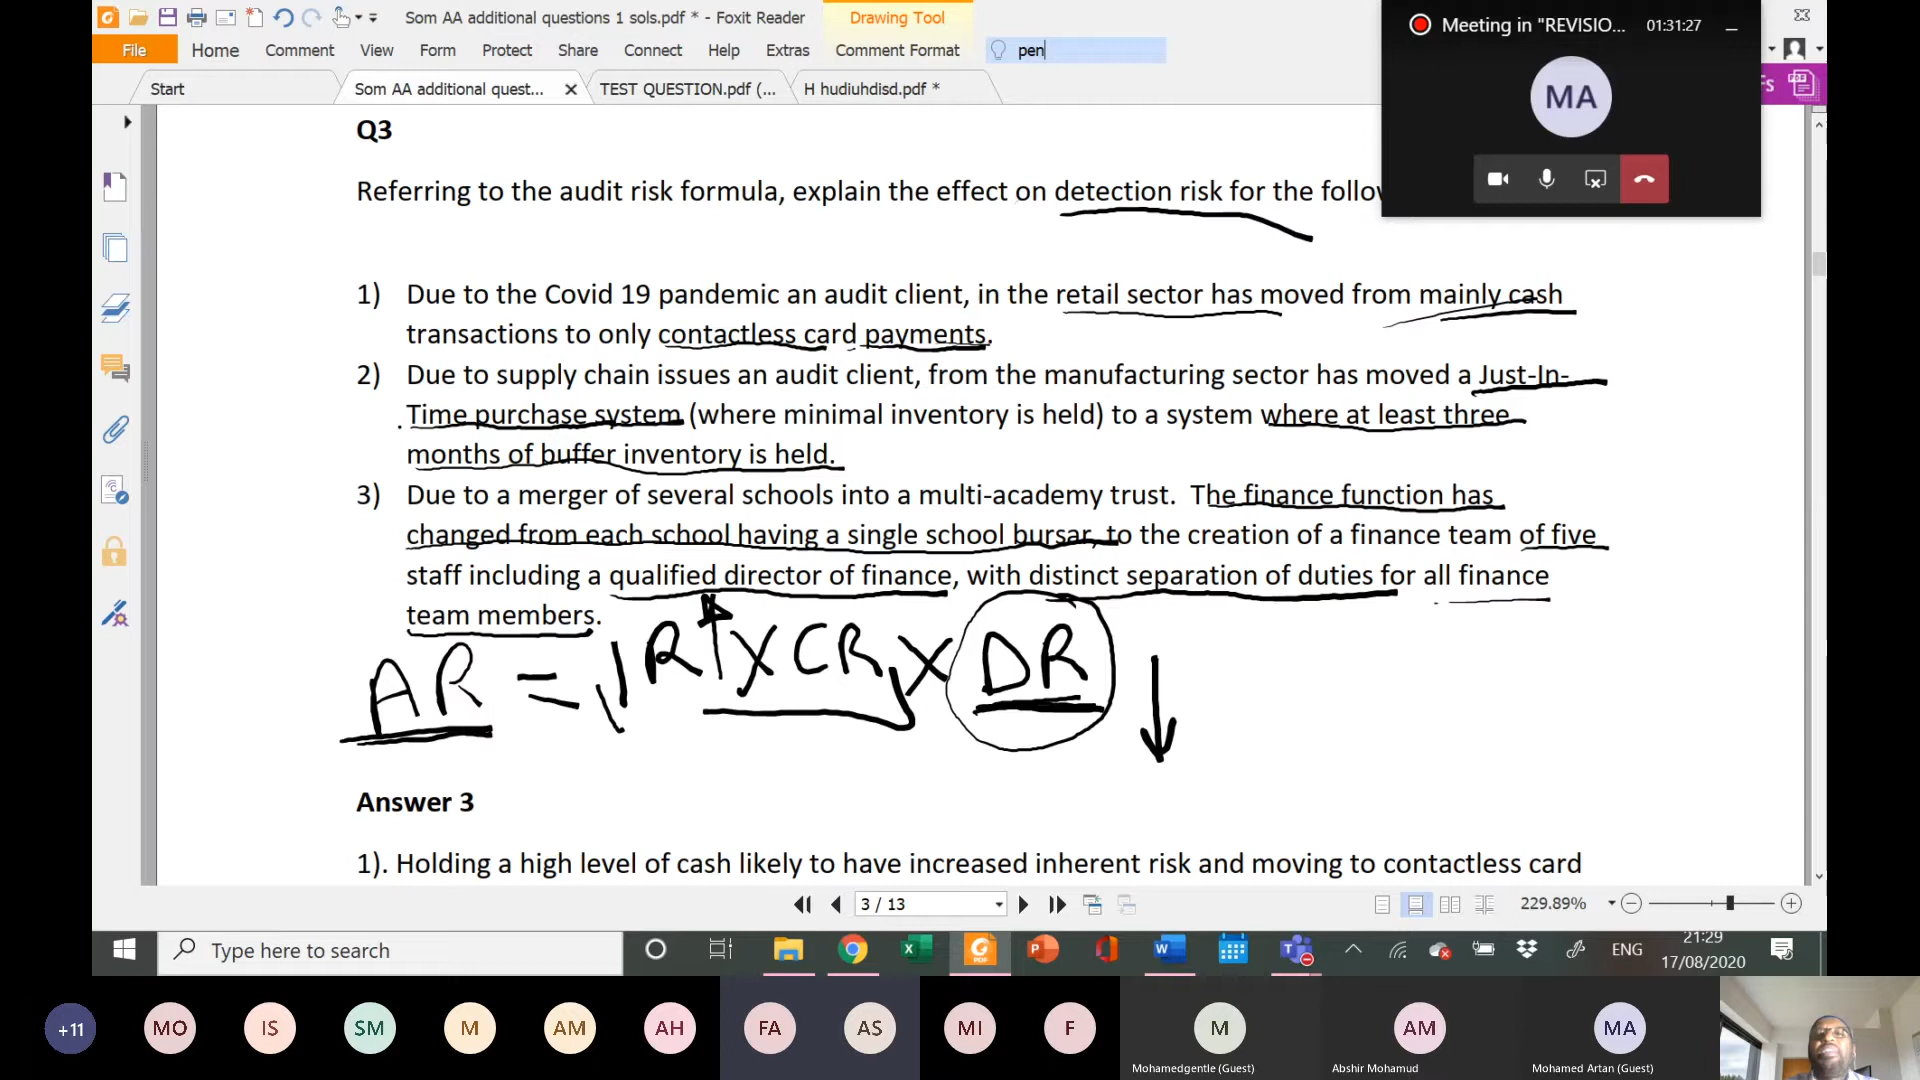 Som AA additional questions 1 sols.pdf * - Foxit Reader
Drawing Tool
File Home Comment View Form Protect Share Connect Help Extras Comment Format pen
Start
Som AA additional quest...
TEST QUESTION.pdf (...
H hudiuhdisd.pdf *
Meeting in "REVISIO... 01:31:27
MA
Q3
Referring to the audit risk formula, explain the effect on detection risk for the follow
1) Due to the Covid 19 pandemic an audit client, in the retail sector has moved from mainly cash
transactions to only contactless card payments.
2) Due to supply chain issues an audit client, from the manufacturing sector has moved a Just-In-
Time purchase system (where minimal inventory is held) to a system where at least three
months of buffer inventory is held.
3) Due to a merger of several schools into a multi-academy trust. The finance function has
changed from each school having a single school bursar, to the creation of a finance team of five
staff including a qualified director of finance, with distinct separation of duties for all finance
team members.
AR = IR↑ X CR X DR ↓
Answer 3
1). Holding a high level of cash likely to have increased inherent risk and moving to contactless card
3 / 13
229.89%
Type here to search
ENG
21:29
17/08/2020
+11 MO IS SM M AM AH FA AS MI F M AM MA
Mohamedgentle (Guest)
Abshir Mohamud
Mohamed Artan (Guest)